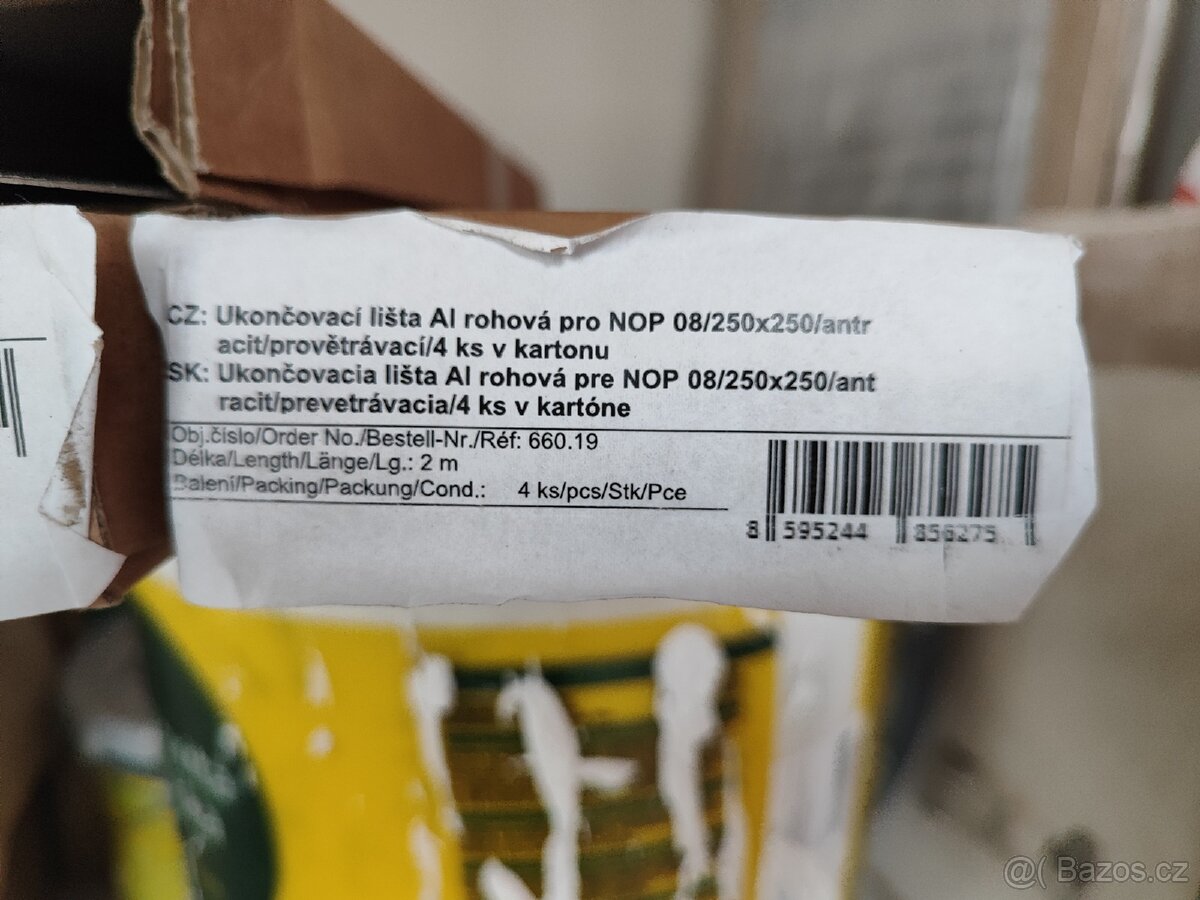 CZ: Ukončovací lišta Al rohová pro NOP 08/250x250/antr
acit/provětrávací/4 ks v kartonu
SK: Ukončovacia lišta Al rohová pre NOP 08/250x250/ant
racit/prevetrávacia/4 ks v kartóne
Obj.číslo/Order No./Bestell-Nr./Réf: 660.19
Délka/Length/Länge/Lg.: 2 m
Balení/Packing/Packung/Cond.: 4 ks/pcs/Stk/Pce
8 595244 856275
@( Bazos.cz